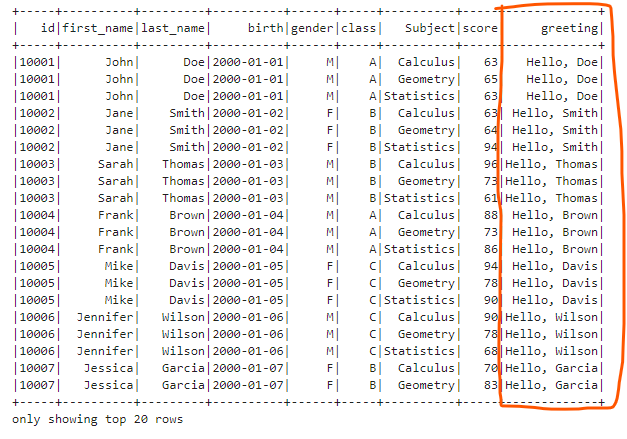 +-----+----------+---------+----------+------+-----+----------+-----+-------------+
|   id|first_name|last_name|     birth|gender|class|   Subject|score|     greeting|
+-----+----------+---------+----------+------+-----+----------+-----+-------------+
|10001|      John|      Doe|2000-01-01|     M|    A|  Calculus|   63|   Hello, Doe|
|10001|      John|      Doe|2000-01-01|     M|    A|  Geometry|   65|   Hello, Doe|
|10001|      John|      Doe|2000-01-01|     M|    A|Statistics|   63|   Hello, Doe|
|10002|      Jane|    Smith|2000-01-02|     F|    B|  Calculus|   63| Hello, Smith|
|10002|      Jane|    Smith|2000-01-02|     F|    B|  Geometry|   64| Hello, Smith|
|10002|      Jane|    Smith|2000-01-02|     F|    B|Statistics|   94| Hello, Smith|
|10003|     Sarah|   Thomas|2000-01-03|     M|    B|  Calculus|   96|Hello, Thomas|
|10003|     Sarah|   Thomas|2000-01-03|     M|    B|  Geometry|   73|Hello, Thomas|
|10003|     Sarah|   Thomas|2000-01-03|     M|    B|Statistics|   61|Hello, Thomas|
|10004|     Frank|    Brown|2000-01-04|     M|    A|  Calculus|   88| Hello, Brown|
|10004|     Frank|    Brown|2000-01-04|     M|    A|  Geometry|   73| Hello, Brown|
|10004|     Frank|    Brown|2000-01-04|     M|    A|Statistics|   86| Hello, Brown|
|10005|      Mike|    Davis|2000-01-05|     F|    C|  Calculus|   94| Hello, Davis|
|10005|      Mike|    Davis|2000-01-05|     F|    C|  Geometry|   78| Hello, Davis|
|10005|      Mike|    Davis|2000-01-05|     F|    C|Statistics|   90| Hello, Davis|
|10006|  Jennifer|   Wilson|2000-01-06|     M|    C|  Calculus|   90|Hello, Wilson|
|10006|  Jennifer|   Wilson|2000-01-06|     M|    C|  Geometry|   78|Hello, Wilson|
|10006|  Jennifer|   Wilson|2000-01-06|     M|    C|Statistics|   68|Hello, Wilson|
|10007|   Jessica|   Garcia|2000-01-07|     F|    B|  Calculus|   70|Hello, Garcia|
|10007|   Jessica|   Garcia|2000-01-07|     F|    B|  Geometry|   83|Hello, Garcia|
+-----+----------+---------+----------+------+-----+----------+-----+-------------+
only showing top 20 rows